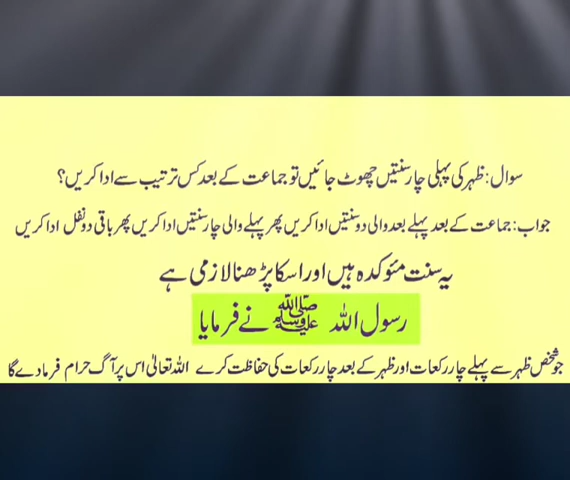 سوال: ظہر کی پہلی چار سنتیں چھوٹ جائیں تو جماعت کے بعد کس ترتیب سے ادا کریں؟
جواب: جماعت کے بعد پہلے بعد والی دو سنتیں ادا کریں پھر پہلے والی چار سنتیں ادا کریں پھر باقی دو نفل ادا کریں
یہ سنت مئوکدہ ہیں اور اسکا پڑھنا لازمی ہے
رسول اللہ ﷺ نے فرمایا
جو شخص ظہر سے پہلے چار رکعات اور ظہر کے بعد چار رکعات کی حفاظت کرے اللہ تعالیٰ اس پر آگ حرام فرما دے گا